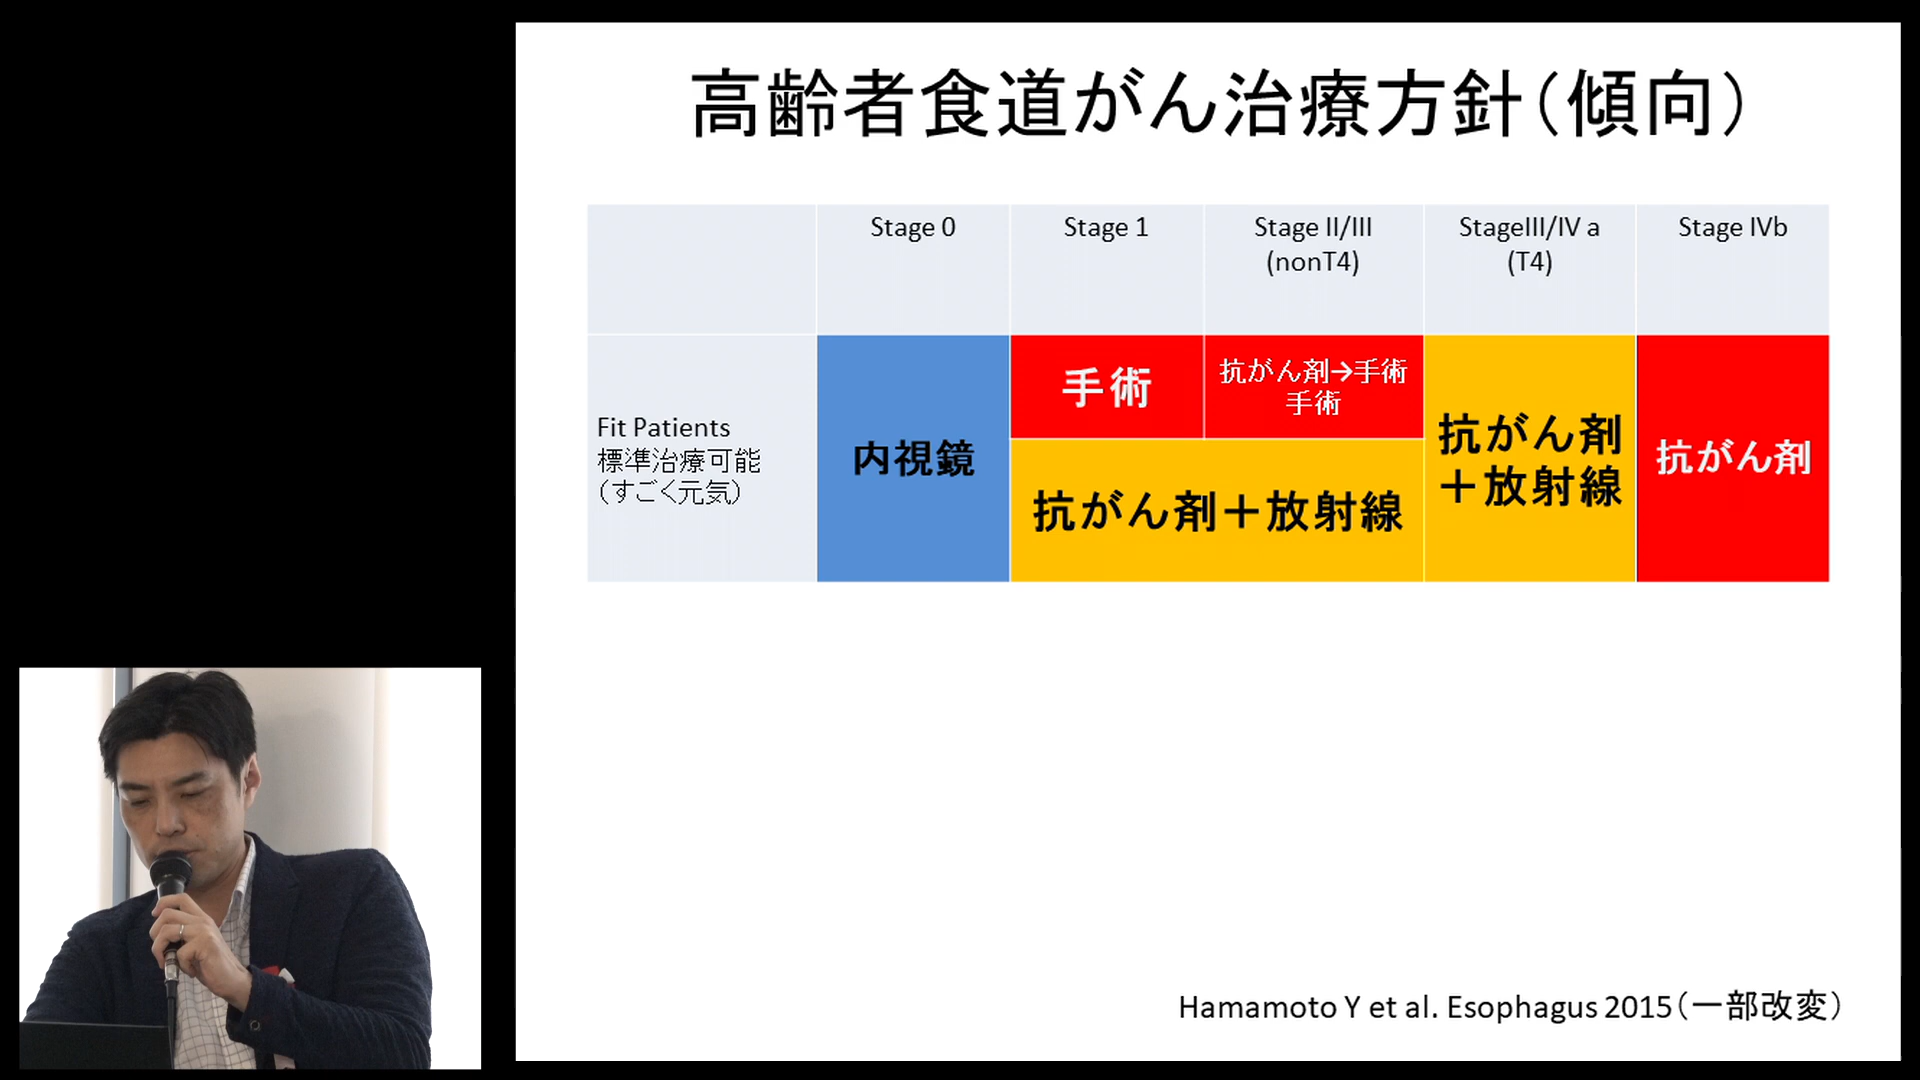 高齢者食道がん治療方針（傾向）
Stage 0
Stage 1
Stage II/III
(nonT4)
StageIII/IV a
(T4)
Stage IVb
Fit Patients
標準治療可能
（すごく元気）
内視鏡
手術
抗がん剤→手術
手術
抗がん剤＋放射線
抗がん剤
＋放射線
抗がん剤
Hamamoto Y et al. Esophagus 2015（一部改変）